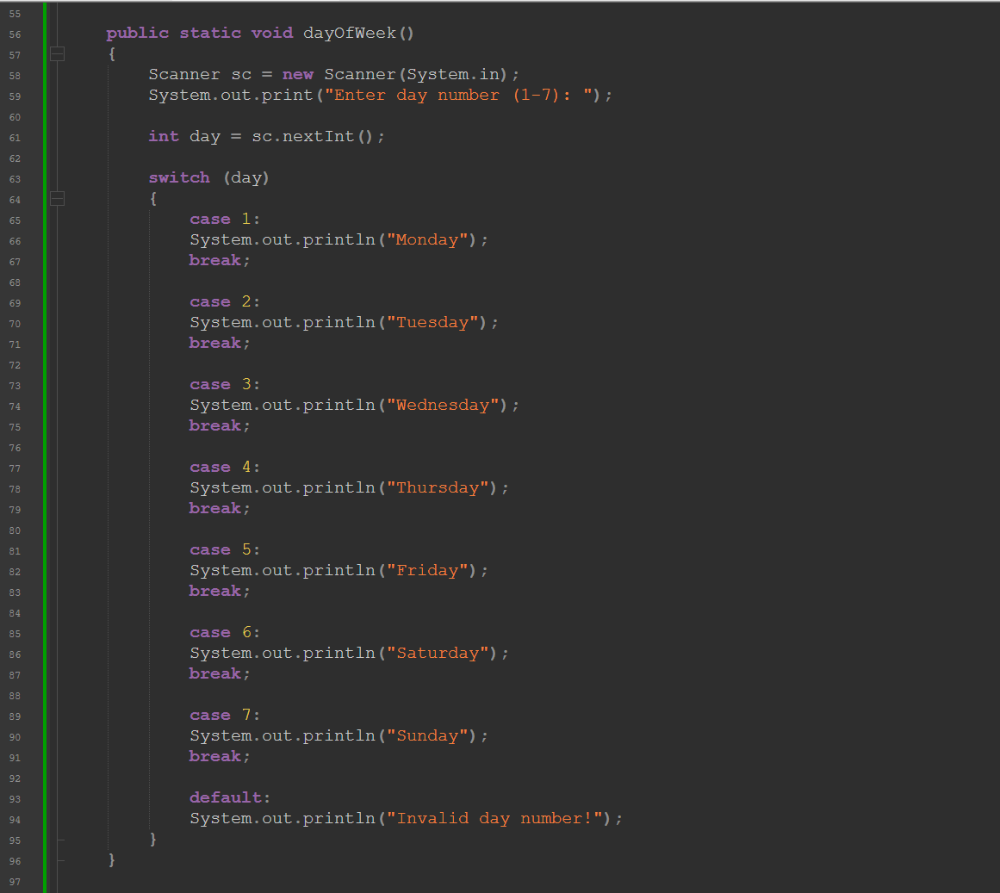 55
56 public static void dayOfWeek()
57 {
58 Scanner sc = new Scanner(System.in);
59 System.out.print("Enter day number (1-7): ");
60
61 int day = sc.nextInt();
62
63 switch (day)
64 {
65 case 1:
66 System.out.println("Monday");
67 break;
68
69 case 2:
70 System.out.println("Tuesday");
71 break;
72
73 case 3:
74 System.out.println("Wednesday");
75 break;
76
77 case 4:
78 System.out.println("Thursday");
79 break;
80
81 case 5:
82 System.out.println("Friday");
83 break;
84
85 case 6:
86 System.out.println("Saturday");
87 break;
88
89 case 7:
90 System.out.println("Sunday");
91 break;
92
93 default:
94 System.out.println("Invalid day number!");
95 }
96 }
97